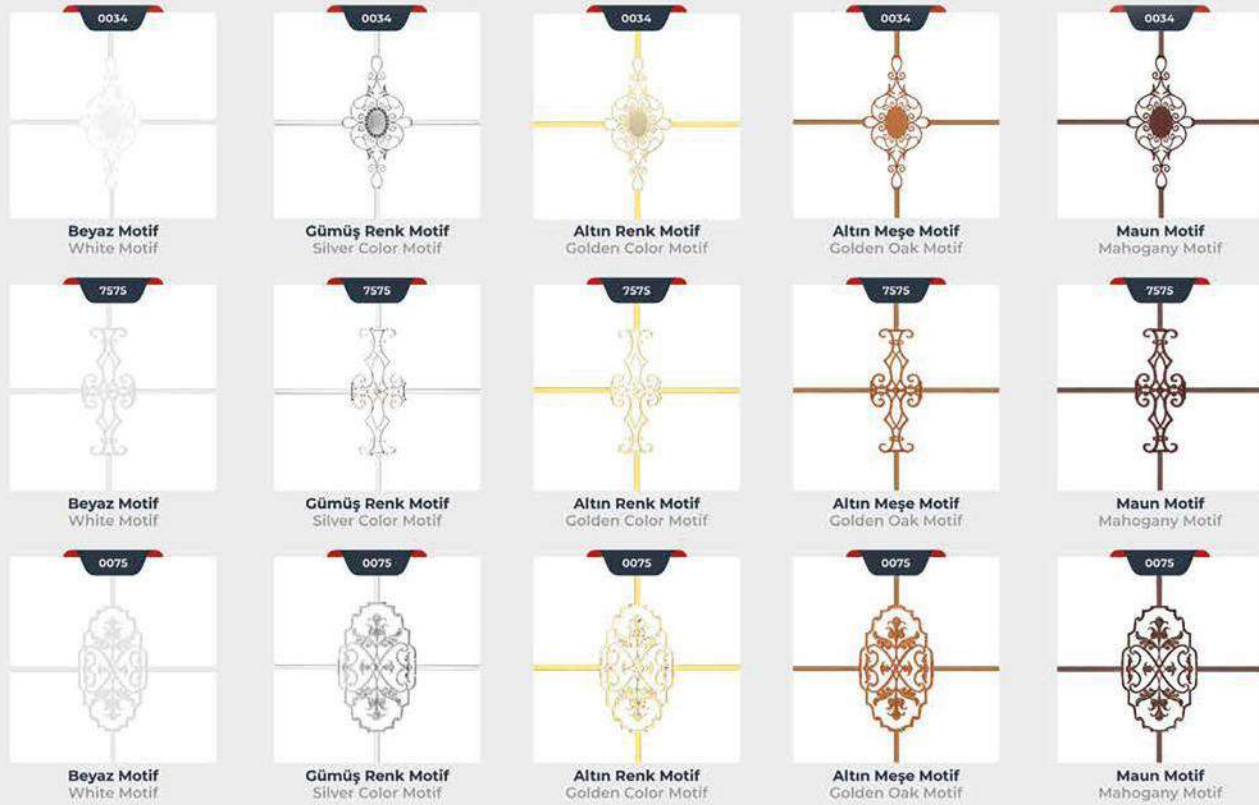 0034 0034 0034 0034 0034
Beyaz Motif Gümüş Renk Motif Altın Renk Motif Altın Meşe Motif Maun Motif
White Motif Silver Color Motif Golden Color Motif Golden Oak Motif Mahogany Motif
7575 7575 7575 7575 7575
Beyaz Motif Gümüş Renk Motif Altın Renk Motif Altın Meşe Motif Maun Motif
White Motif Silver Color Motif Golden Color Motif Golden Oak Motif Mahogany Motif
0075 0075 0075 0075 0075
Beyaz Motif Gümüş Renk Motif Altın Renk Motif Altın Meşe Motif Maun Motif
White Motif Silver Color Motif Golden Color Motif Golden Oak Motif Mahogany Motif